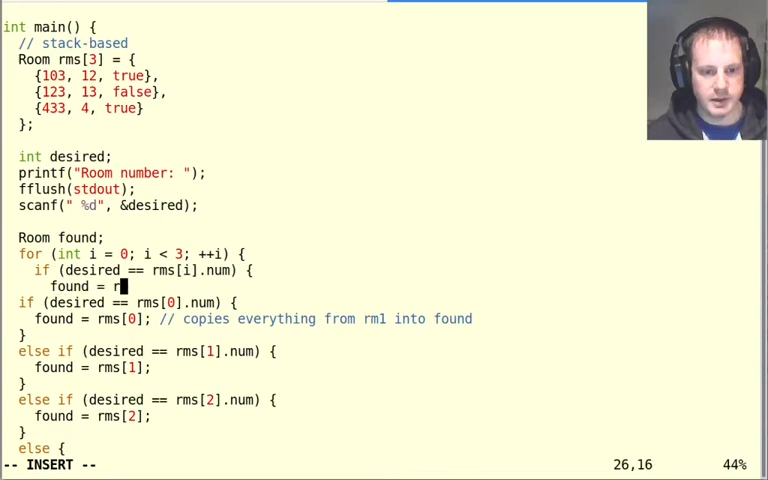 int main() {
  // stack-based
  Room rms[3] = {
    {103, 12, true},
    {123, 13, false},
    {433, 4, true}
  };
  int desired;
  printf("Room number: ");
  fflush(stdout);
  scanf(" %d", &desired);
  Room found;
  for (int i = 0; i < 3; ++i) {
    if (desired == rms[i].num) {
      found = r
  if (desired == rms[0].num) {
    found = rms[0]; // copies everything from rm1 into found
  }
  else if (desired == rms[1].num) {
    found = rms[1];
  }
  else if (desired == rms[2].num) {
    found = rms[2];
  }
  else {
-- INSERT -- 26,16 44%